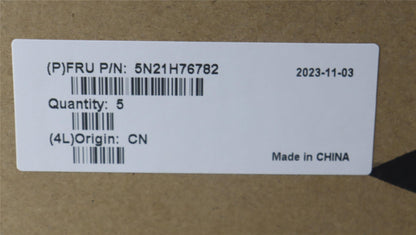 (P)FRU P/N: 5N21H76782
2023-11-03
Quantity: 5
(4L)Origin: CN
Made in CHINA